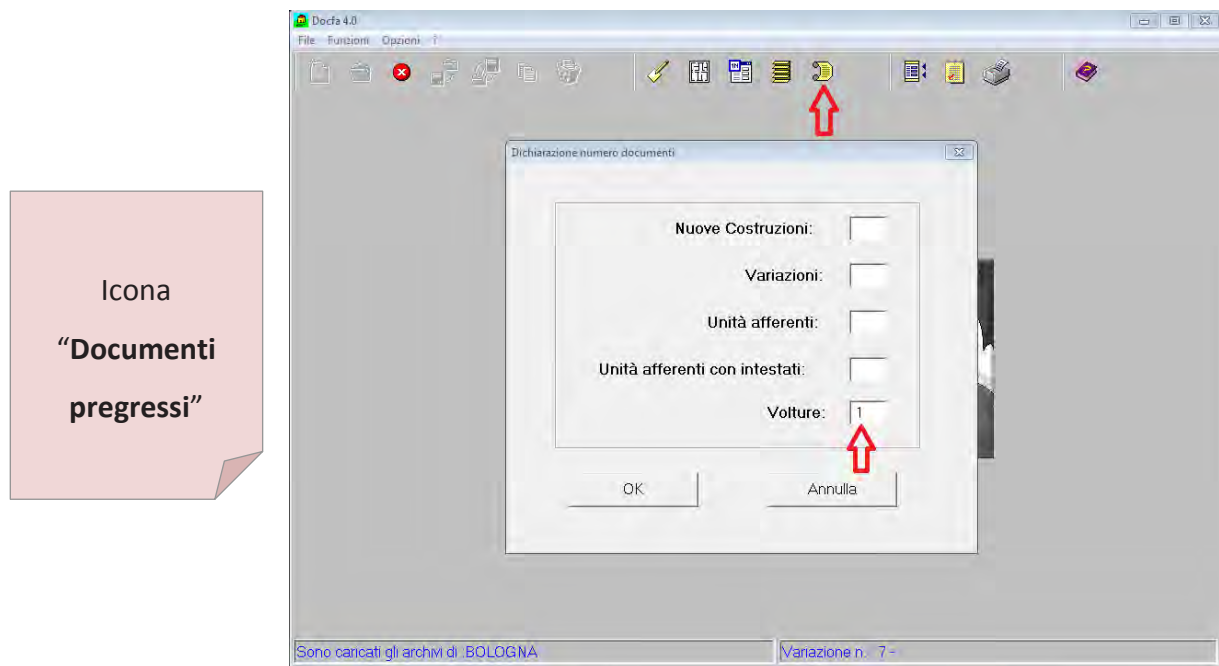 Docfa 4.0
File Funzioni Opzioni ?
Dichiarazione numero documenti
Nuove Costruzioni:
Variazioni:
Unità afferenti:
Unità afferenti con intestati:
Volture: 1
OK Annulla
Icona
“Documenti
pregressi”
Sono caricati gli archivi di :BOLOGNA
Variazione n. 7 -